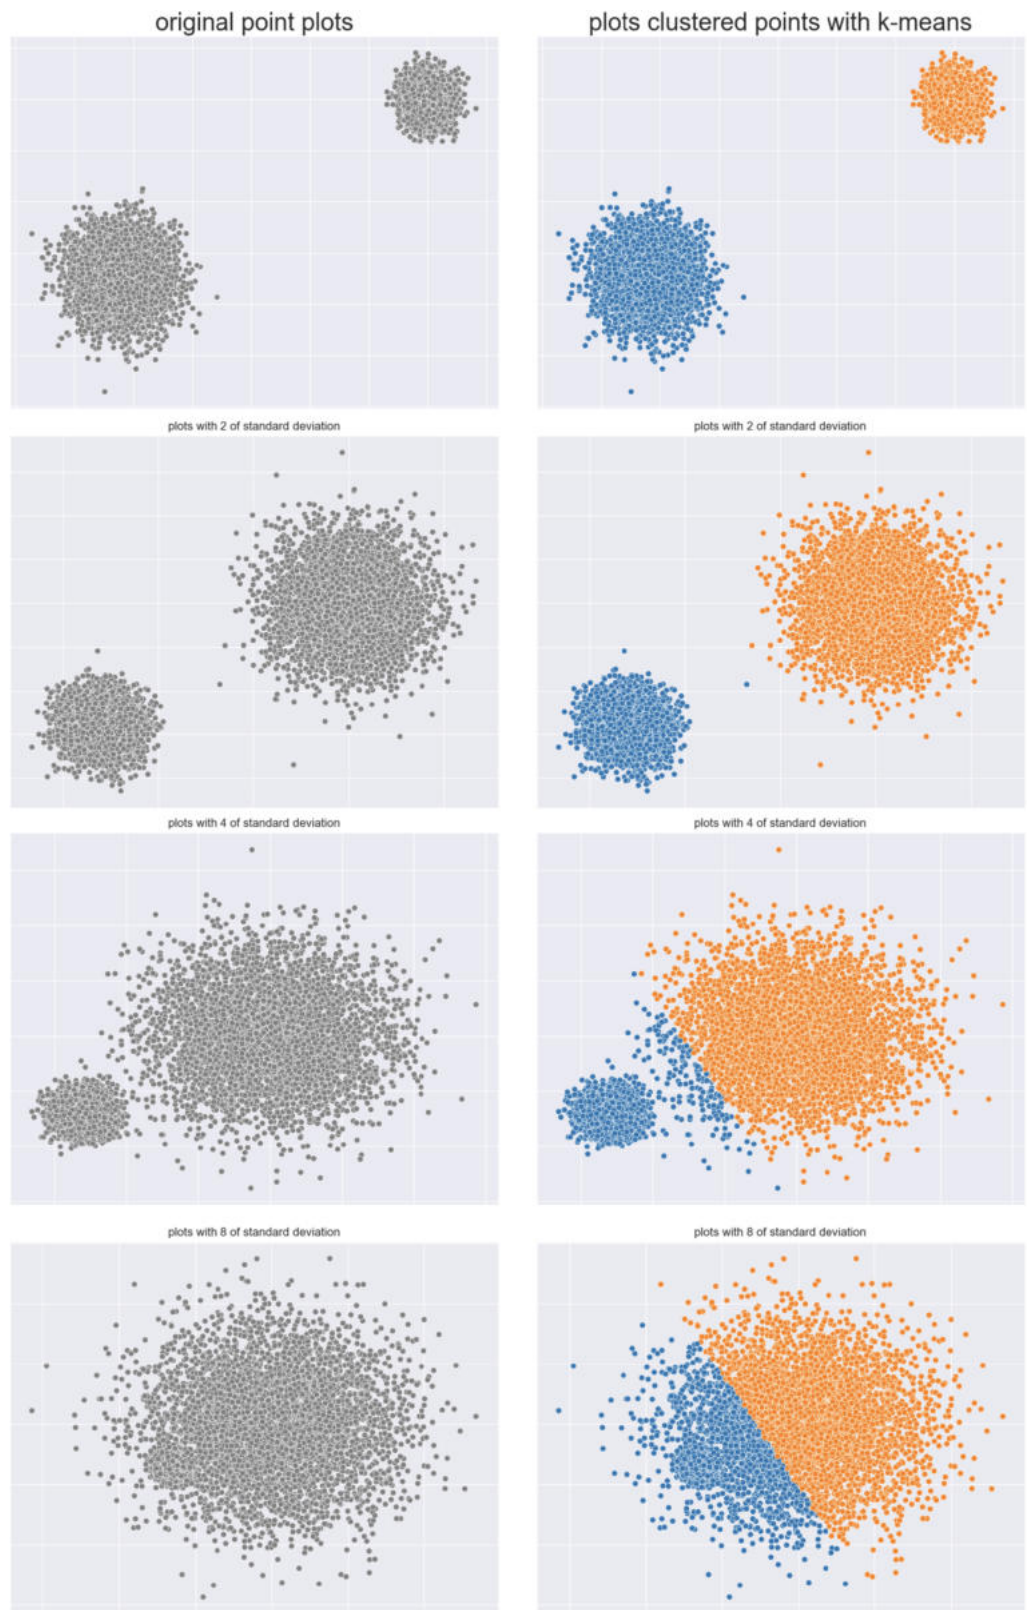 original point plots
plots clustered points with k-means
plots with 2 of standard deviation
plots with 2 of standard deviation
plots with 4 of standard deviation
plots with 4 of standard deviation
plots with 8 of standard deviation
plots with 8 of standard deviation